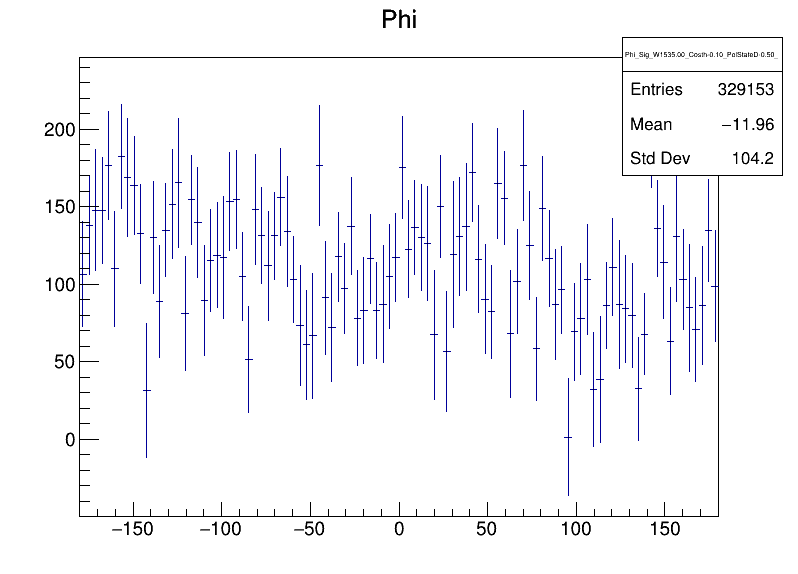 Phi
Phi_Sig_W1535.00_Costh-0.10_PolStateD-0.50_
Entries 329153
Mean −11.96
Std Dev 104.2
200
150
100
50
0
−150 −100 −50 0 50 100 150